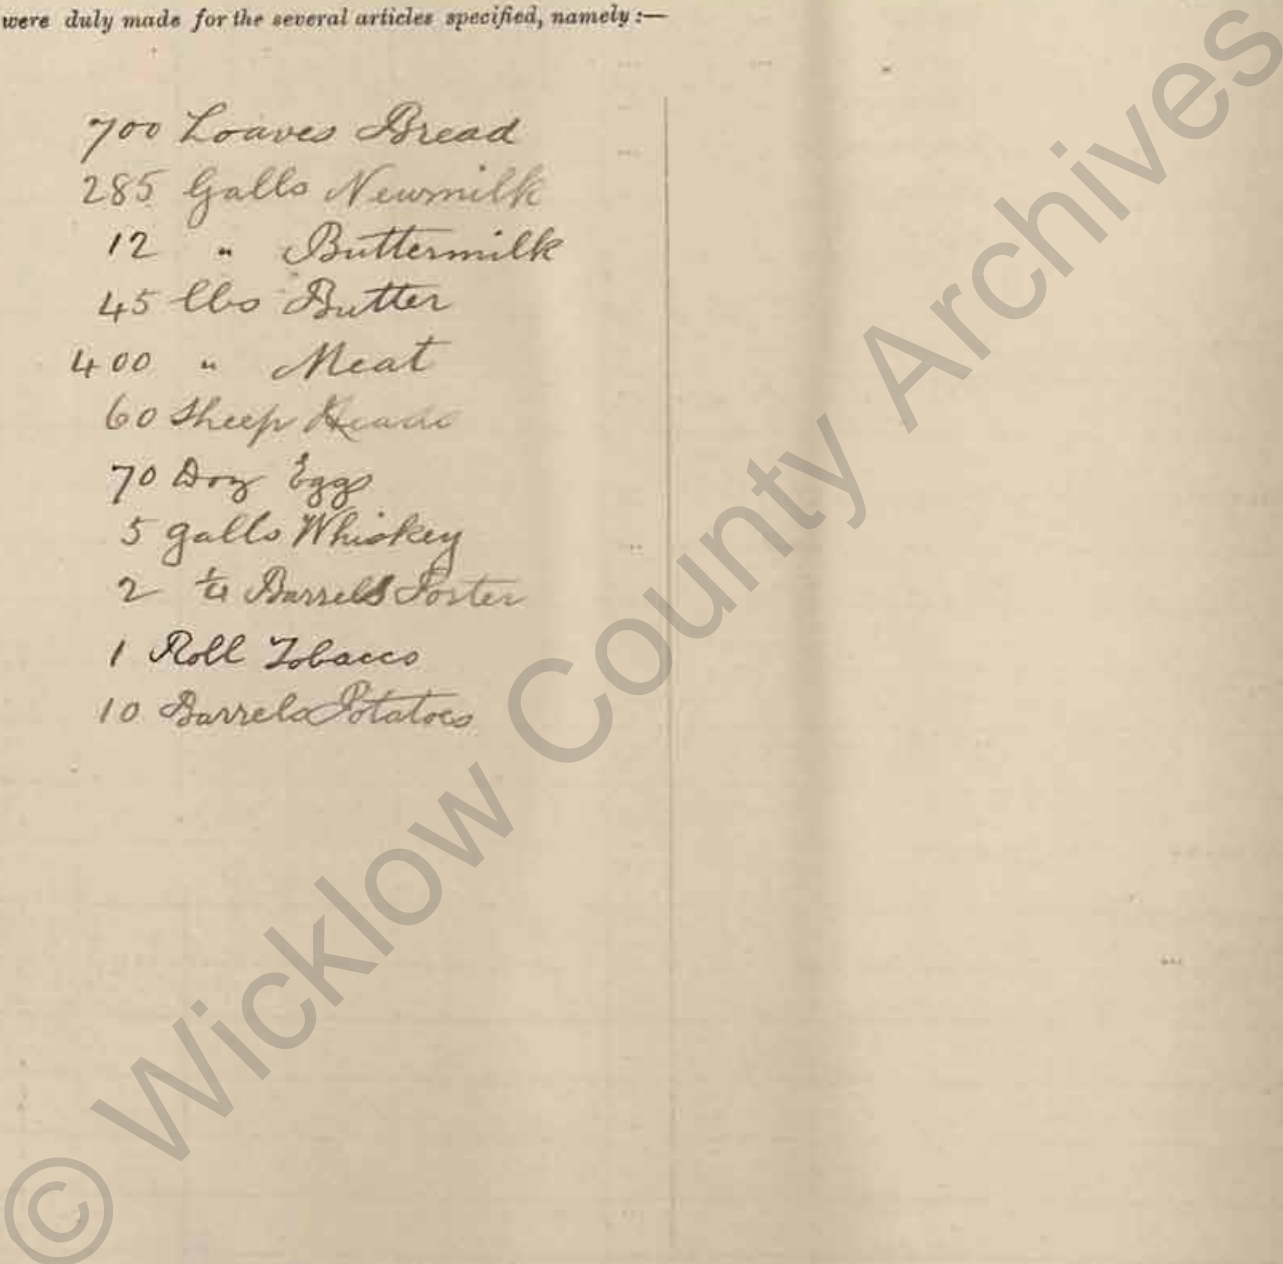 were duly made for the several articles specified, namely :—
700 Loaves Bread
285 Galls Newmilk
12 " Buttermilk
45 lbs Butter
400 " Meat
60 Sheep Heads
70 Doz Eggs
5 galls Whiskey
2 ¼ Barrels Porter
1 Roll Tobacco
10 Barrels Potatoes
© Wicklow County Archives